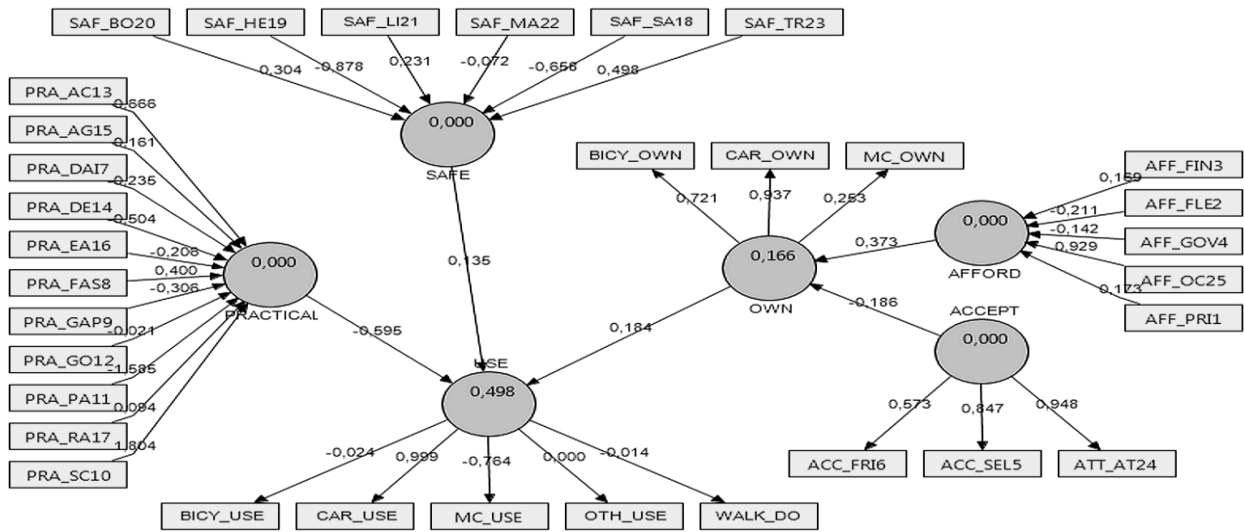 SAF_BO20 SAF_HE19 SAF_LI21 SAF_MA22 SAF_SA18 SAF_TR23
0,304 -0,878 0,231 -0,072 -0,656 0,498
PRA_AC13
PRA_AG15
PRA_DAI7
PRA_DE14
PRA_EA16
PRA_FAS8
PRA_GAP9
PRA_GO12
PRA_PA11
PRA_RA17
PRA_SC10
0,666
0,161
-0,235
-0,504
-0,206
0,400
-0,306
-0,021
-1,585
0,094
1,804
0,000
PRACTICAL
0,000
SAFE
0,135
-0,595
BICY_OWN CAR_OWN MC_OWN
0,721 0,937 0,253
0,166
OWN
0,184
0,373
-0,186
0,000
AFFORD
0,169
-0,211
-0,142
0,929
0,173
AFF_FIN3
AFF_FLE2
AFF_GOV4
AFF_OC25
AFF_PRI1
ACCEPT
0,000
0,573 0,847 0,948
ACC_FRI6 ACC_SEL5 ATT_AT24
USE
0,498
-0,024 0,999 -0,764 0,000 -0,014
BICY_USE CAR_USE MC_USE OTH_USE WALK_DO